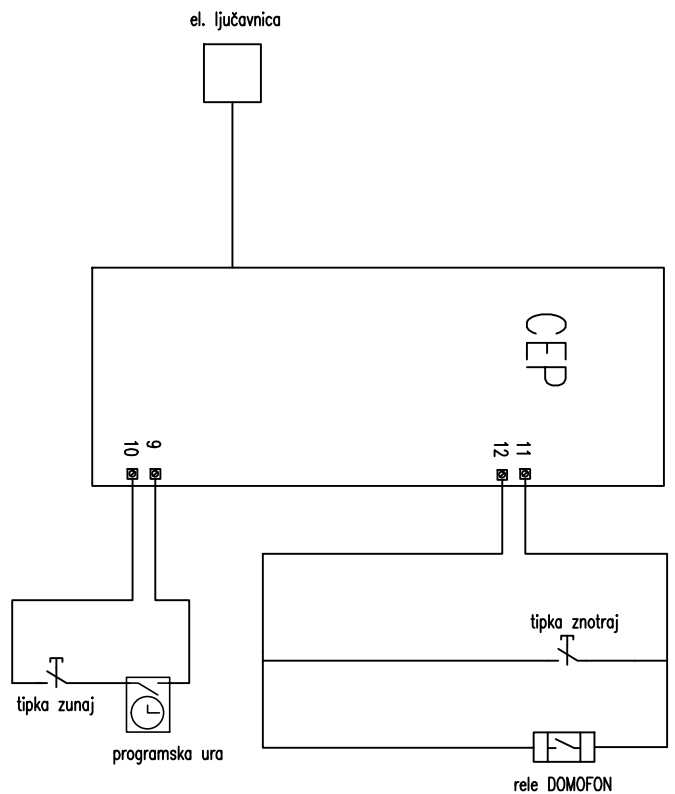 el. ljučavnica
CEP
10
9
12
11
tipka znotraj
tipka zunaj
programska ura
rele DOMOFON